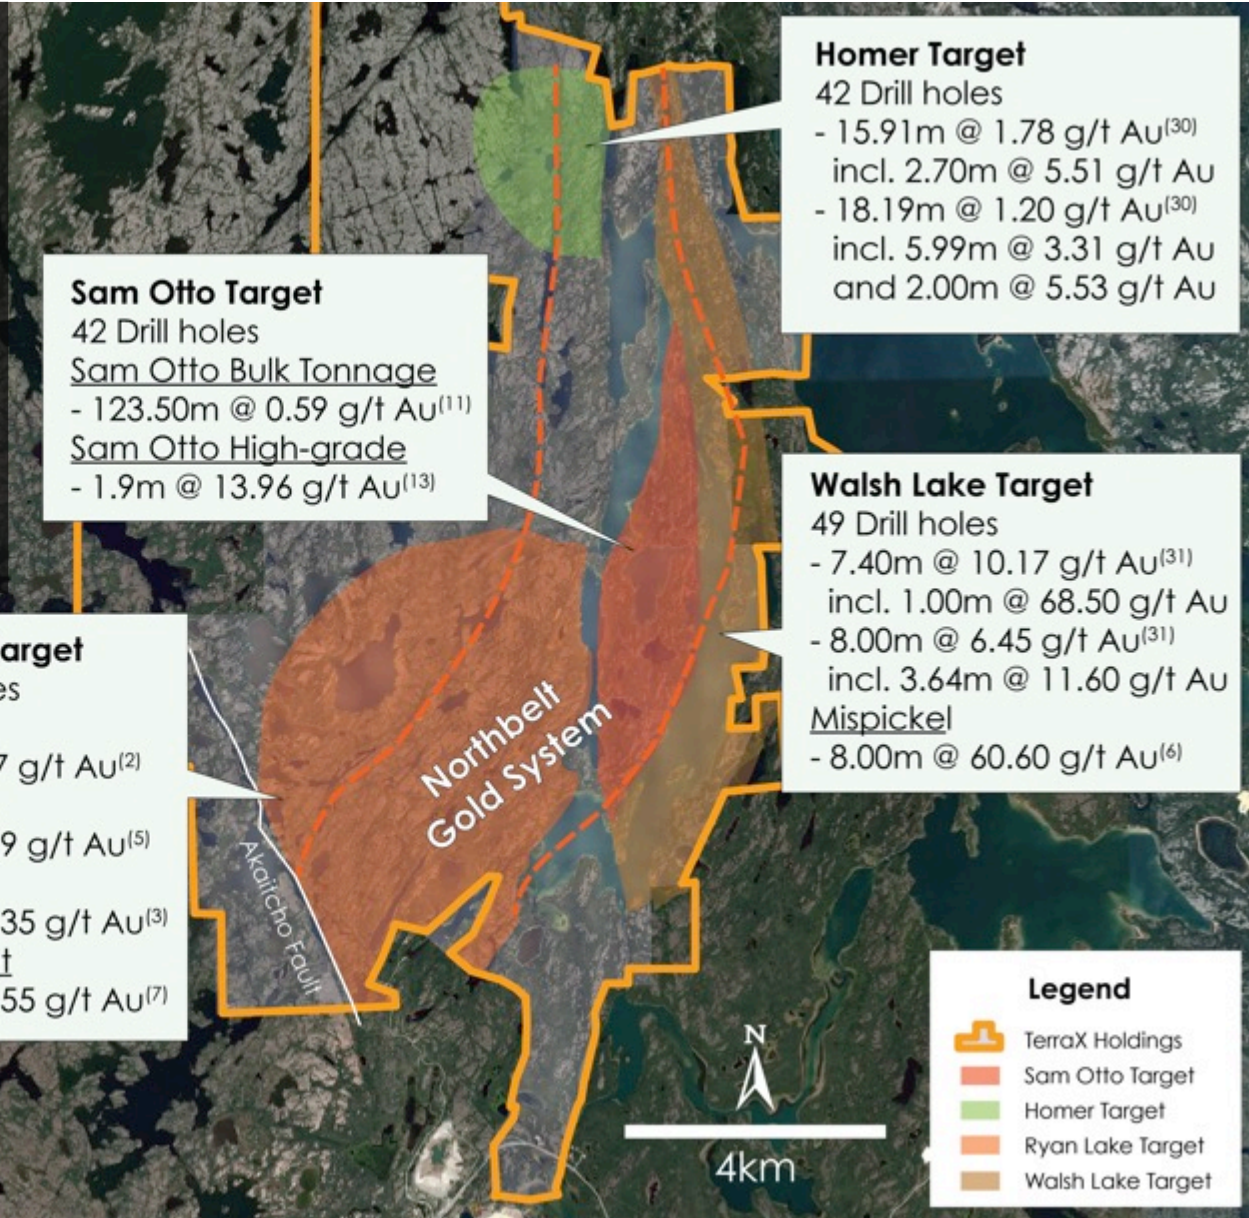 Homer Target
42 Drill holes
- 15.91m @ 1.78 g/t Au(30)
incl. 2.70m @ 5.51 g/t Au
- 18.19m @ 1.20 g/t Au(30)
incl. 5.99m @ 3.31 g/t Au
and 2.00m @ 5.53 g/t Au
Sam Otto Target
42 Drill holes
Sam Otto Bulk Tonnage
- 123.50m @ 0.59 g/t Au(11)
Sam Otto High-grade
- 1.9m @ 13.96 g/t Au(13)
Walsh Lake Target
49 Drill holes
- 7.40m @ 10.17 g/t Au(31)
incl. 1.00m @ 68.50 g/t Au
- 8.00m @ 6.45 g/t Au(31)
incl. 3.64m @ 11.60 g/t Au
Mispickel
- 8.00m @ 60.60 g/t Au(6)
arget
es
7 g/t Au(2)
9 g/t Au(5)
35 g/t Au(3)
t
55 g/t Au(7)
Northbelt
Gold System
Akaitcho Fault
N
4km
Legend
TerraX Holdings
Sam Otto Target
Homer Target
Ryan Lake Target
Walsh Lake Target